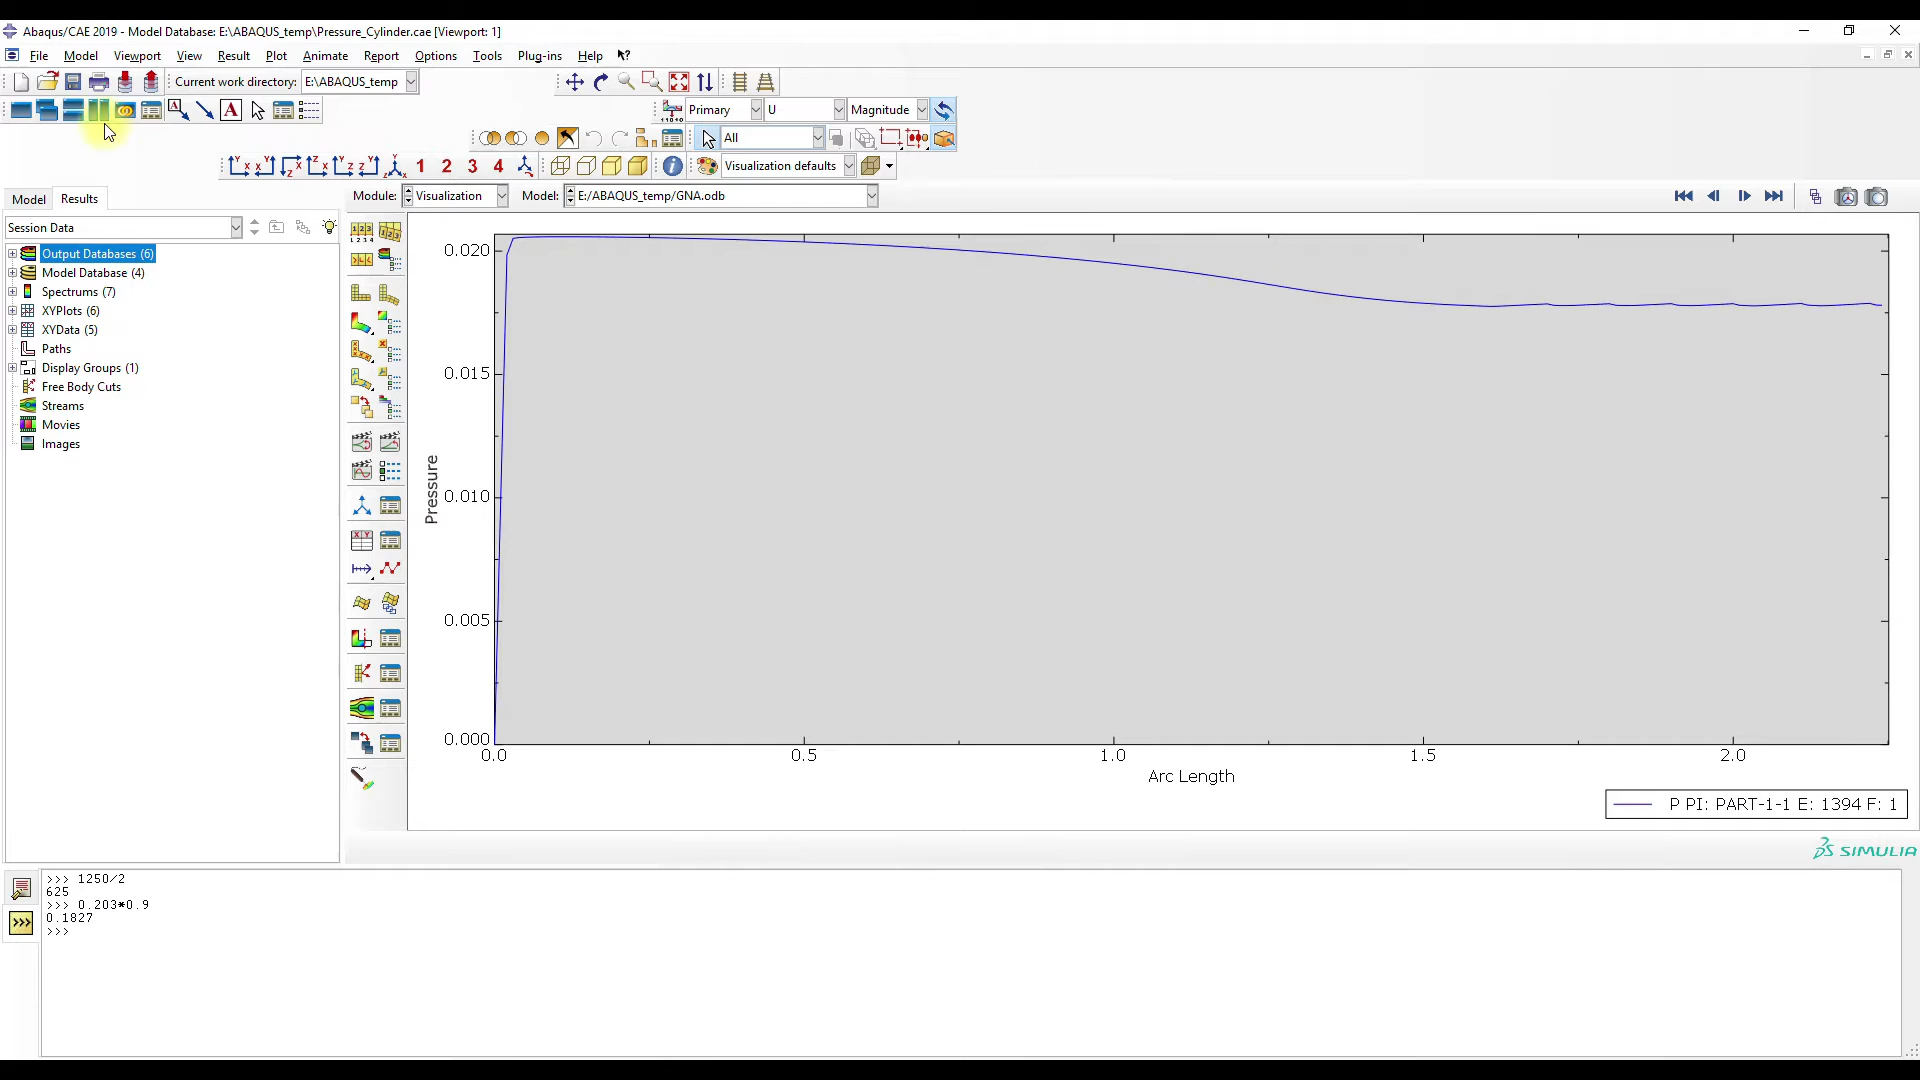 Abaqus/CAE 2019 - Model Database: E:\ABAQUS_temp\Pressure_Cylinder.cae [Viewport: 1]
File Model Viewport View Result Plot Animate Report Options Tools Plug-ins Help
Current work directory: E:\ABAQUS_temp
Primary U Magnitude
All
1 2 3 4 Visualization defaults
Model Results
Module: Visualization Model: E:/ABAQUS_temp/GNA.odb
Session Data
Output Databases (6)
Model Database (4)
Spectrums (7)
XYPlots (6)
XYData (5)
Paths
Display Groups (1)
Free Body Cuts
Streams
Movies
Images
Pressure
0.020
0.015
0.010
0.005
0.000
0.0 0.5 1.0 1.5 2.0
Arc Length
P PI: PART-1-1 E: 1394 F: 1
SIMULIA
>>> 1250/2
625
>>> 0.203*0.9
0.1827
>>>